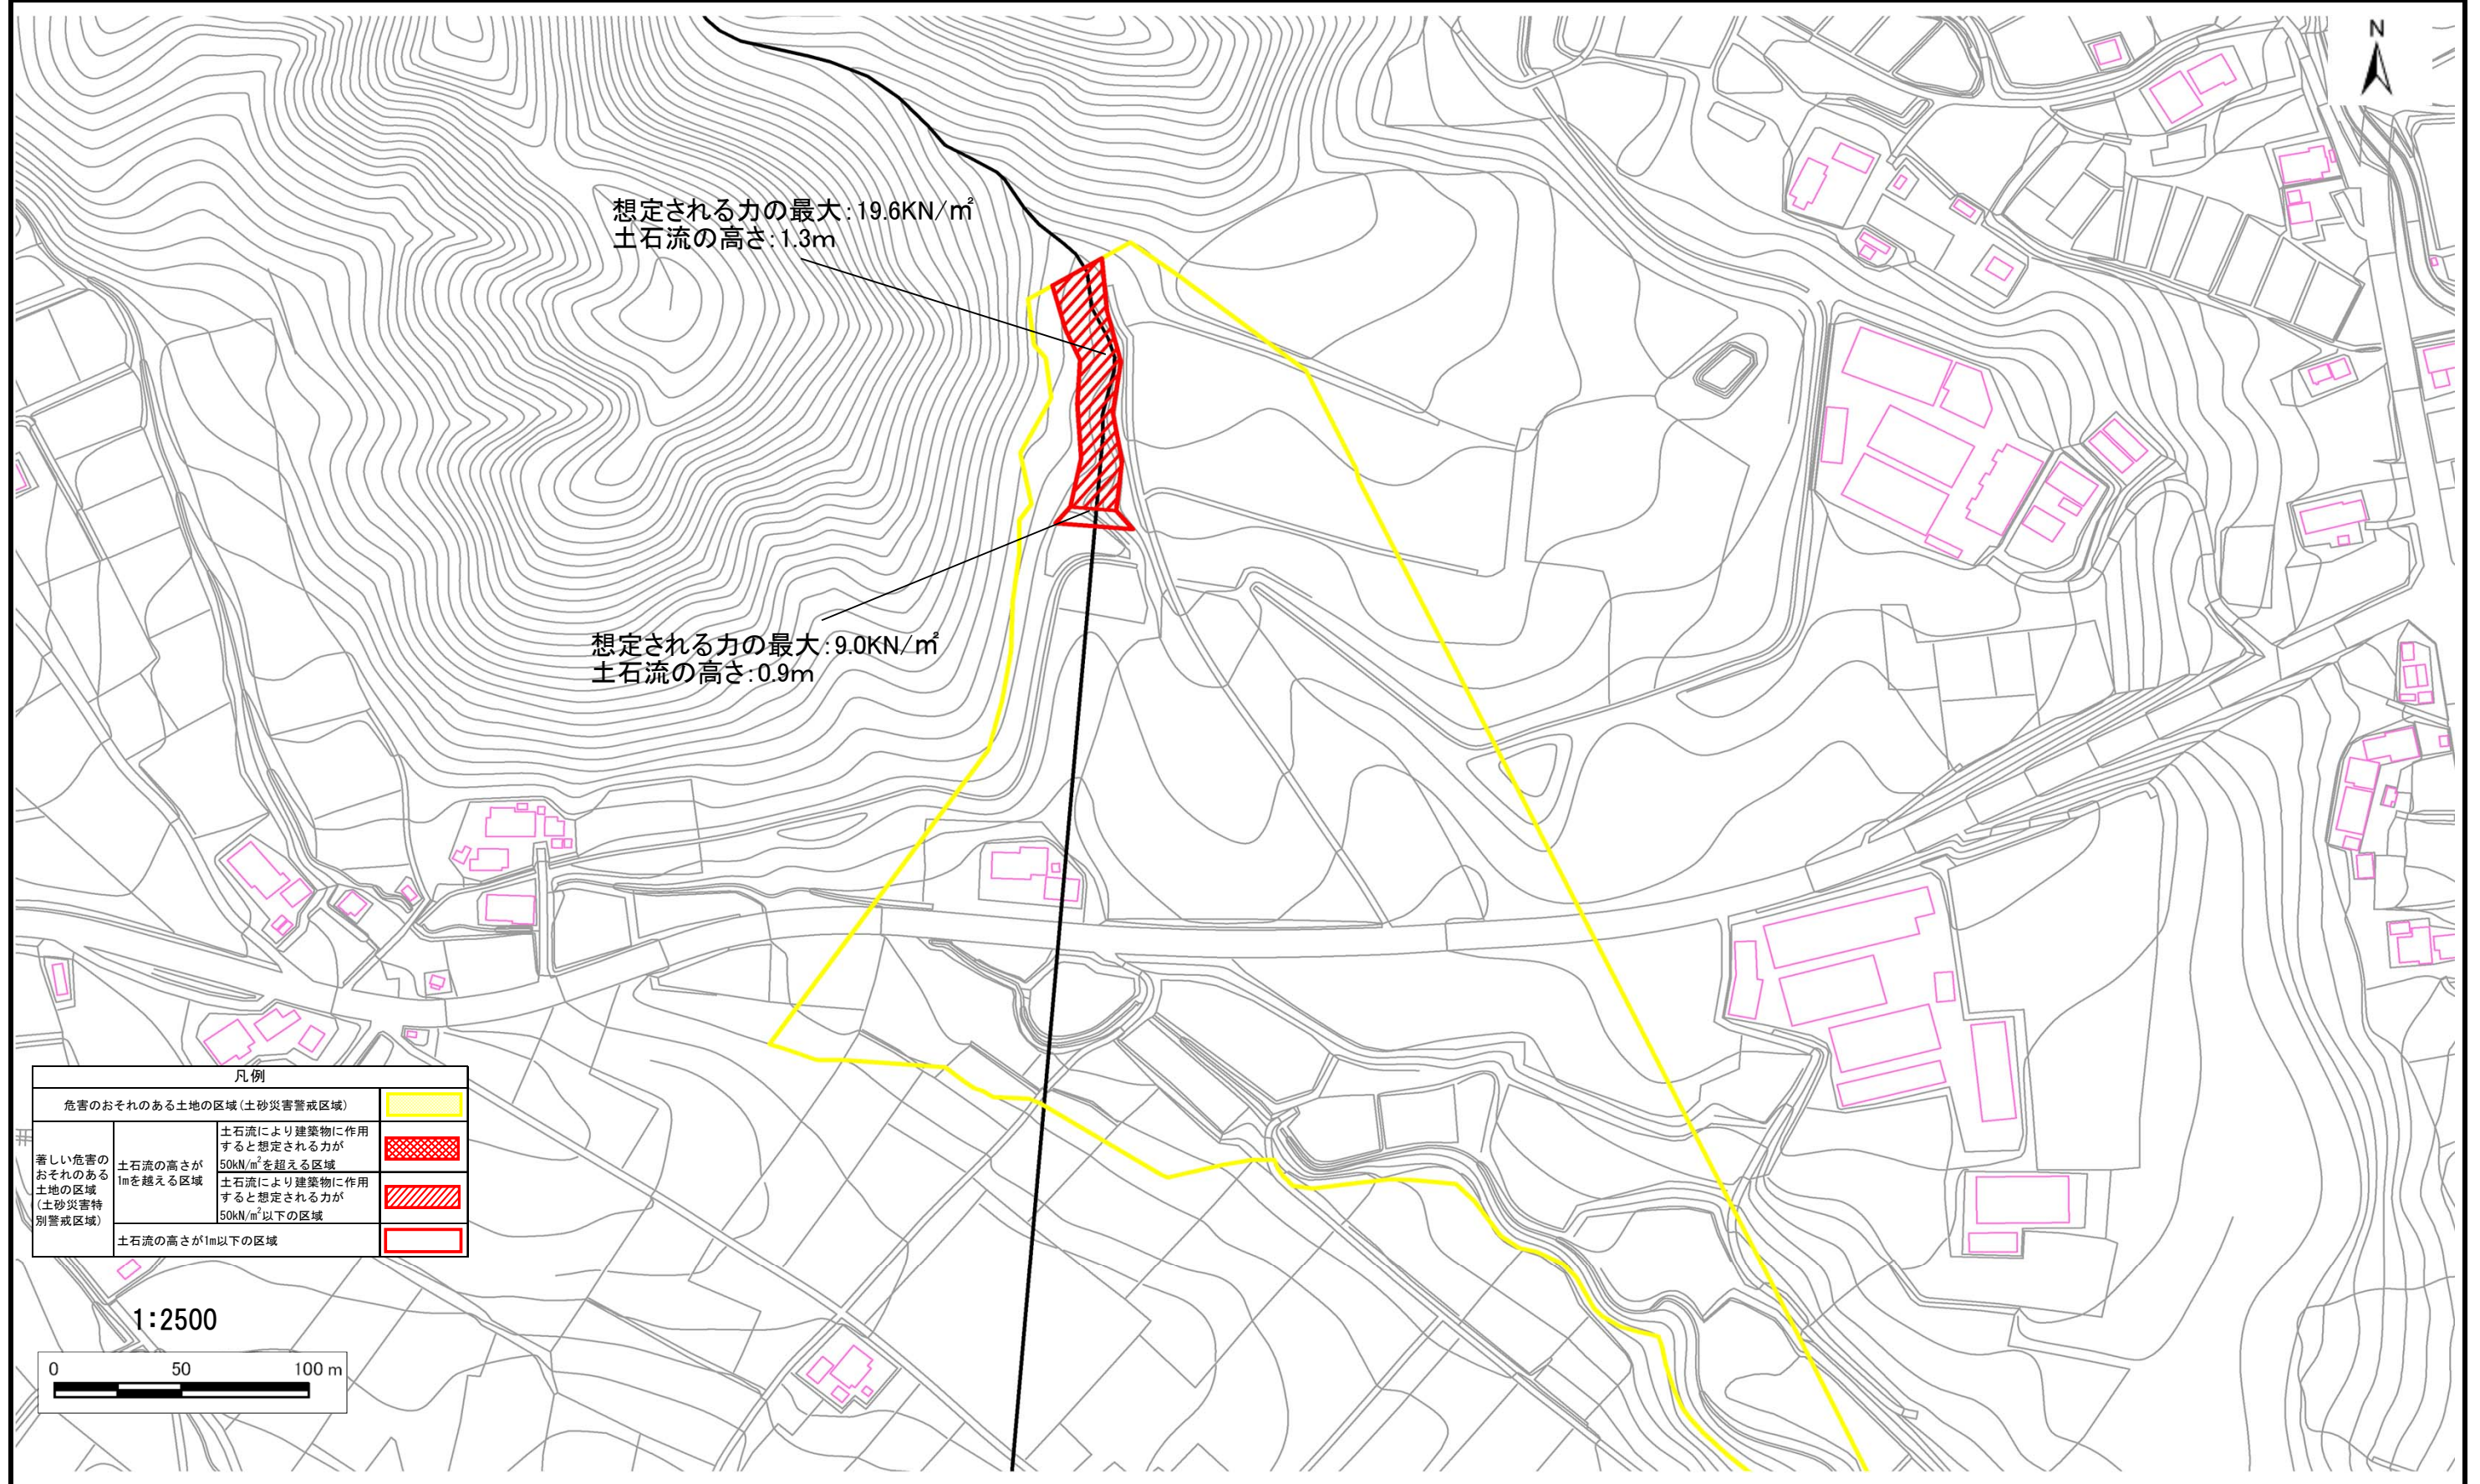 N
想定される力の最大:19.6KN/㎡
土石流の高さ:1.3m
想定される力の最大:9.0KN/㎡
土石流の高さ:0.9m
凡例
危害のおそれのある土地の区域(土砂災害警戒区域)
著しい危害の
おそれのある
土地の区域
(土砂災害特
別警戒区域)
土石流の高さが
1mを越える区域
土石流により建築物に作用
すると想定される力が
50kN/m²を超える区域
土石流により建築物に作用
すると想定される力が
50kN/m²以下の区域
土石流の高さが1m以下の区域
1:2500
0 50 100 m